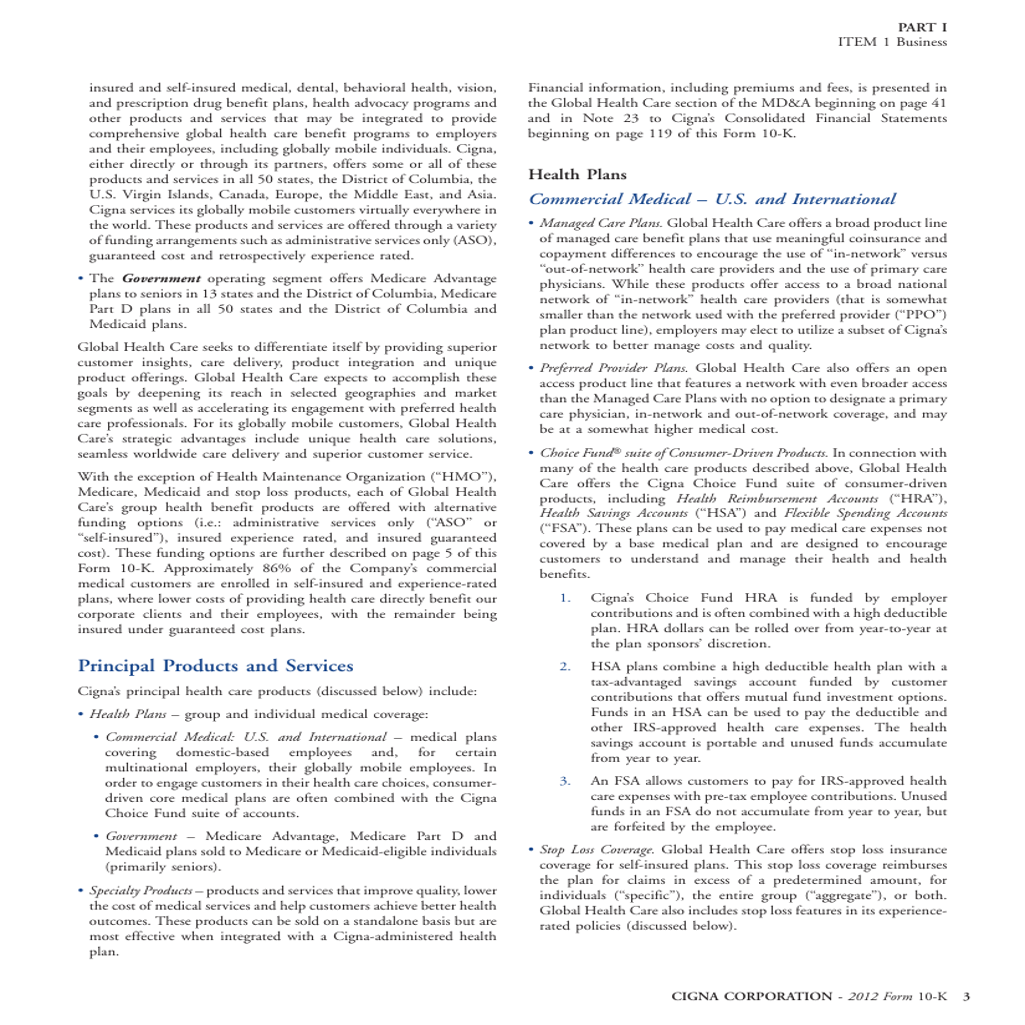 PART I
ITEM 1 Business
insured and self-insured medical, dental, behavioral health, vision,
and prescription drug benefit plans, health advocacy programs and
other products and services that may be integrated to provide
comprehensive global health care benefit programs to employers
and their employees, including globally mobile individuals. Cigna,
either directly or through its partners, offers some or all of these
products and services in all 50 states, the District of Columbia, the
U.S. Virgin Islands, Canada, Europe, the Middle East, and Asia.
Cigna services its globally mobile customers virtually everywhere in
the world. These products and services are offered through a variety
of funding arrangements such as administrative services only (ASO),
guaranteed cost and retrospectively experience rated.
• The Government operating segment offers Medicare Advantage
plans to seniors in 13 states and the District of Columbia, Medicare
Part D plans in all 50 states and the District of Columbia and
Medicaid plans.
Global Health Care seeks to differentiate itself by providing superior
customer insights, care delivery, product integration and unique
product offerings. Global Health Care expects to accomplish these
goals by deepening its reach in selected geographies and market
segments as well as accelerating its engagement with preferred health
care professionals. For its globally mobile customers, Global Health
Care's strategic advantages include unique health care solutions,
seamless worldwide care delivery and superior customer service.
With the exception of Health Maintenance Organization ("HMO"),
Medicare, Medicaid and stop loss products, each of Global Health
Care's group health benefit products are offered with alternative
funding options (i.e.: administrative services only ("ASO" or
"self-insured"), insured experience rated, and insured guaranteed
cost). These funding options are further described on page 5 of this
Form 10-K. Approximately 86% of the Company's commercial
medical customers are enrolled in self-insured and experience-rated
plans, where lower costs of providing health care directly benefit our
corporate clients and their employees, with the remainder being
insured under guaranteed cost plans.
Principal Products and Services
Cigna's principal health care products (discussed below) include:
• Health Plans – group and individual medical coverage:
• Commercial Medical: U.S. and International – medical plans
covering domestic-based employees and, for certain
multinational employers, their globally mobile employees. In
order to engage customers in their health care choices, consumer-
driven core medical plans are often combined with the Cigna
Choice Fund suite of accounts.
• Government – Medicare Advantage, Medicare Part D and
Medicaid plans sold to Medicare or Medicaid-eligible individuals
(primarily seniors).
• Specialty Products – products and services that improve quality, lower
the cost of medical services and help customers achieve better health
outcomes. These products can be sold on a standalone basis but are
most effective when integrated with a Cigna-administered health
plan.
Financial information, including premiums and fees, is presented in
the Global Health Care section of the MD&A beginning on page 41
and in Note 23 to Cigna's Consolidated Financial Statements
beginning on page 119 of this Form 10-K.
Health Plans
Commercial Medical – U.S. and International
• Managed Care Plans. Global Health Care offers a broad product line
of managed care benefit plans that use meaningful coinsurance and
copayment differences to encourage the use of "in-network" versus
"out-of-network" health care providers and the use of primary care
physicians. While these products offer access to a broad national
network of "in-network" health care providers (that is somewhat
smaller than the network used with the preferred provider ("PPO")
plan product line), employers may elect to utilize a subset of Cigna's
network to better manage costs and quality.
• Preferred Provider Plans. Global Health Care also offers an open
access product line that features a network with even broader access
than the Managed Care Plans with no option to designate a primary
care physician, in-network and out-of-network coverage, and may
be at a somewhat higher medical cost.
• Choice Fund® suite of Consumer-Driven Products. In connection with
many of the health care products described above, Global Health
Care offers the Cigna Choice Fund suite of consumer-driven
products, including Health Reimbursement Accounts ("HRA"),
Health Savings Accounts ("HSA") and Flexible Spending Accounts
("FSA"). These plans can be used to pay medical care expenses not
covered by a base medical plan and are designed to encourage
customers to understand and manage their health and health
benefits.
1. Cigna's Choice Fund HRA is funded by employer
contributions and is often combined with a high deductible
plan. HRA dollars can be rolled over from year-to-year at
the plan sponsors' discretion.
2. HSA plans combine a high deductible health plan with a
tax-advantaged savings account funded by customer
contributions that offers mutual fund investment options.
Funds in an HSA can be used to pay the deductible and
other IRS-approved health care expenses. The health
savings account is portable and unused funds accumulate
from year to year.
3. An FSA allows customers to pay for IRS-approved health
care expenses with pre-tax employee contributions. Unused
funds in an FSA do not accumulate from year to year, but
are forfeited by the employee.
• Stop Loss Coverage. Global Health Care offers stop loss insurance
coverage for self-insured plans. This stop loss coverage reimburses
the plan for claims in excess of a predetermined amount, for
individuals ("specific"), the entire group ("aggregate"), or both.
Global Health Care also includes stop loss features in its experience-
rated policies (discussed below).
CIGNA CORPORATION - 2012 Form 10-K 3